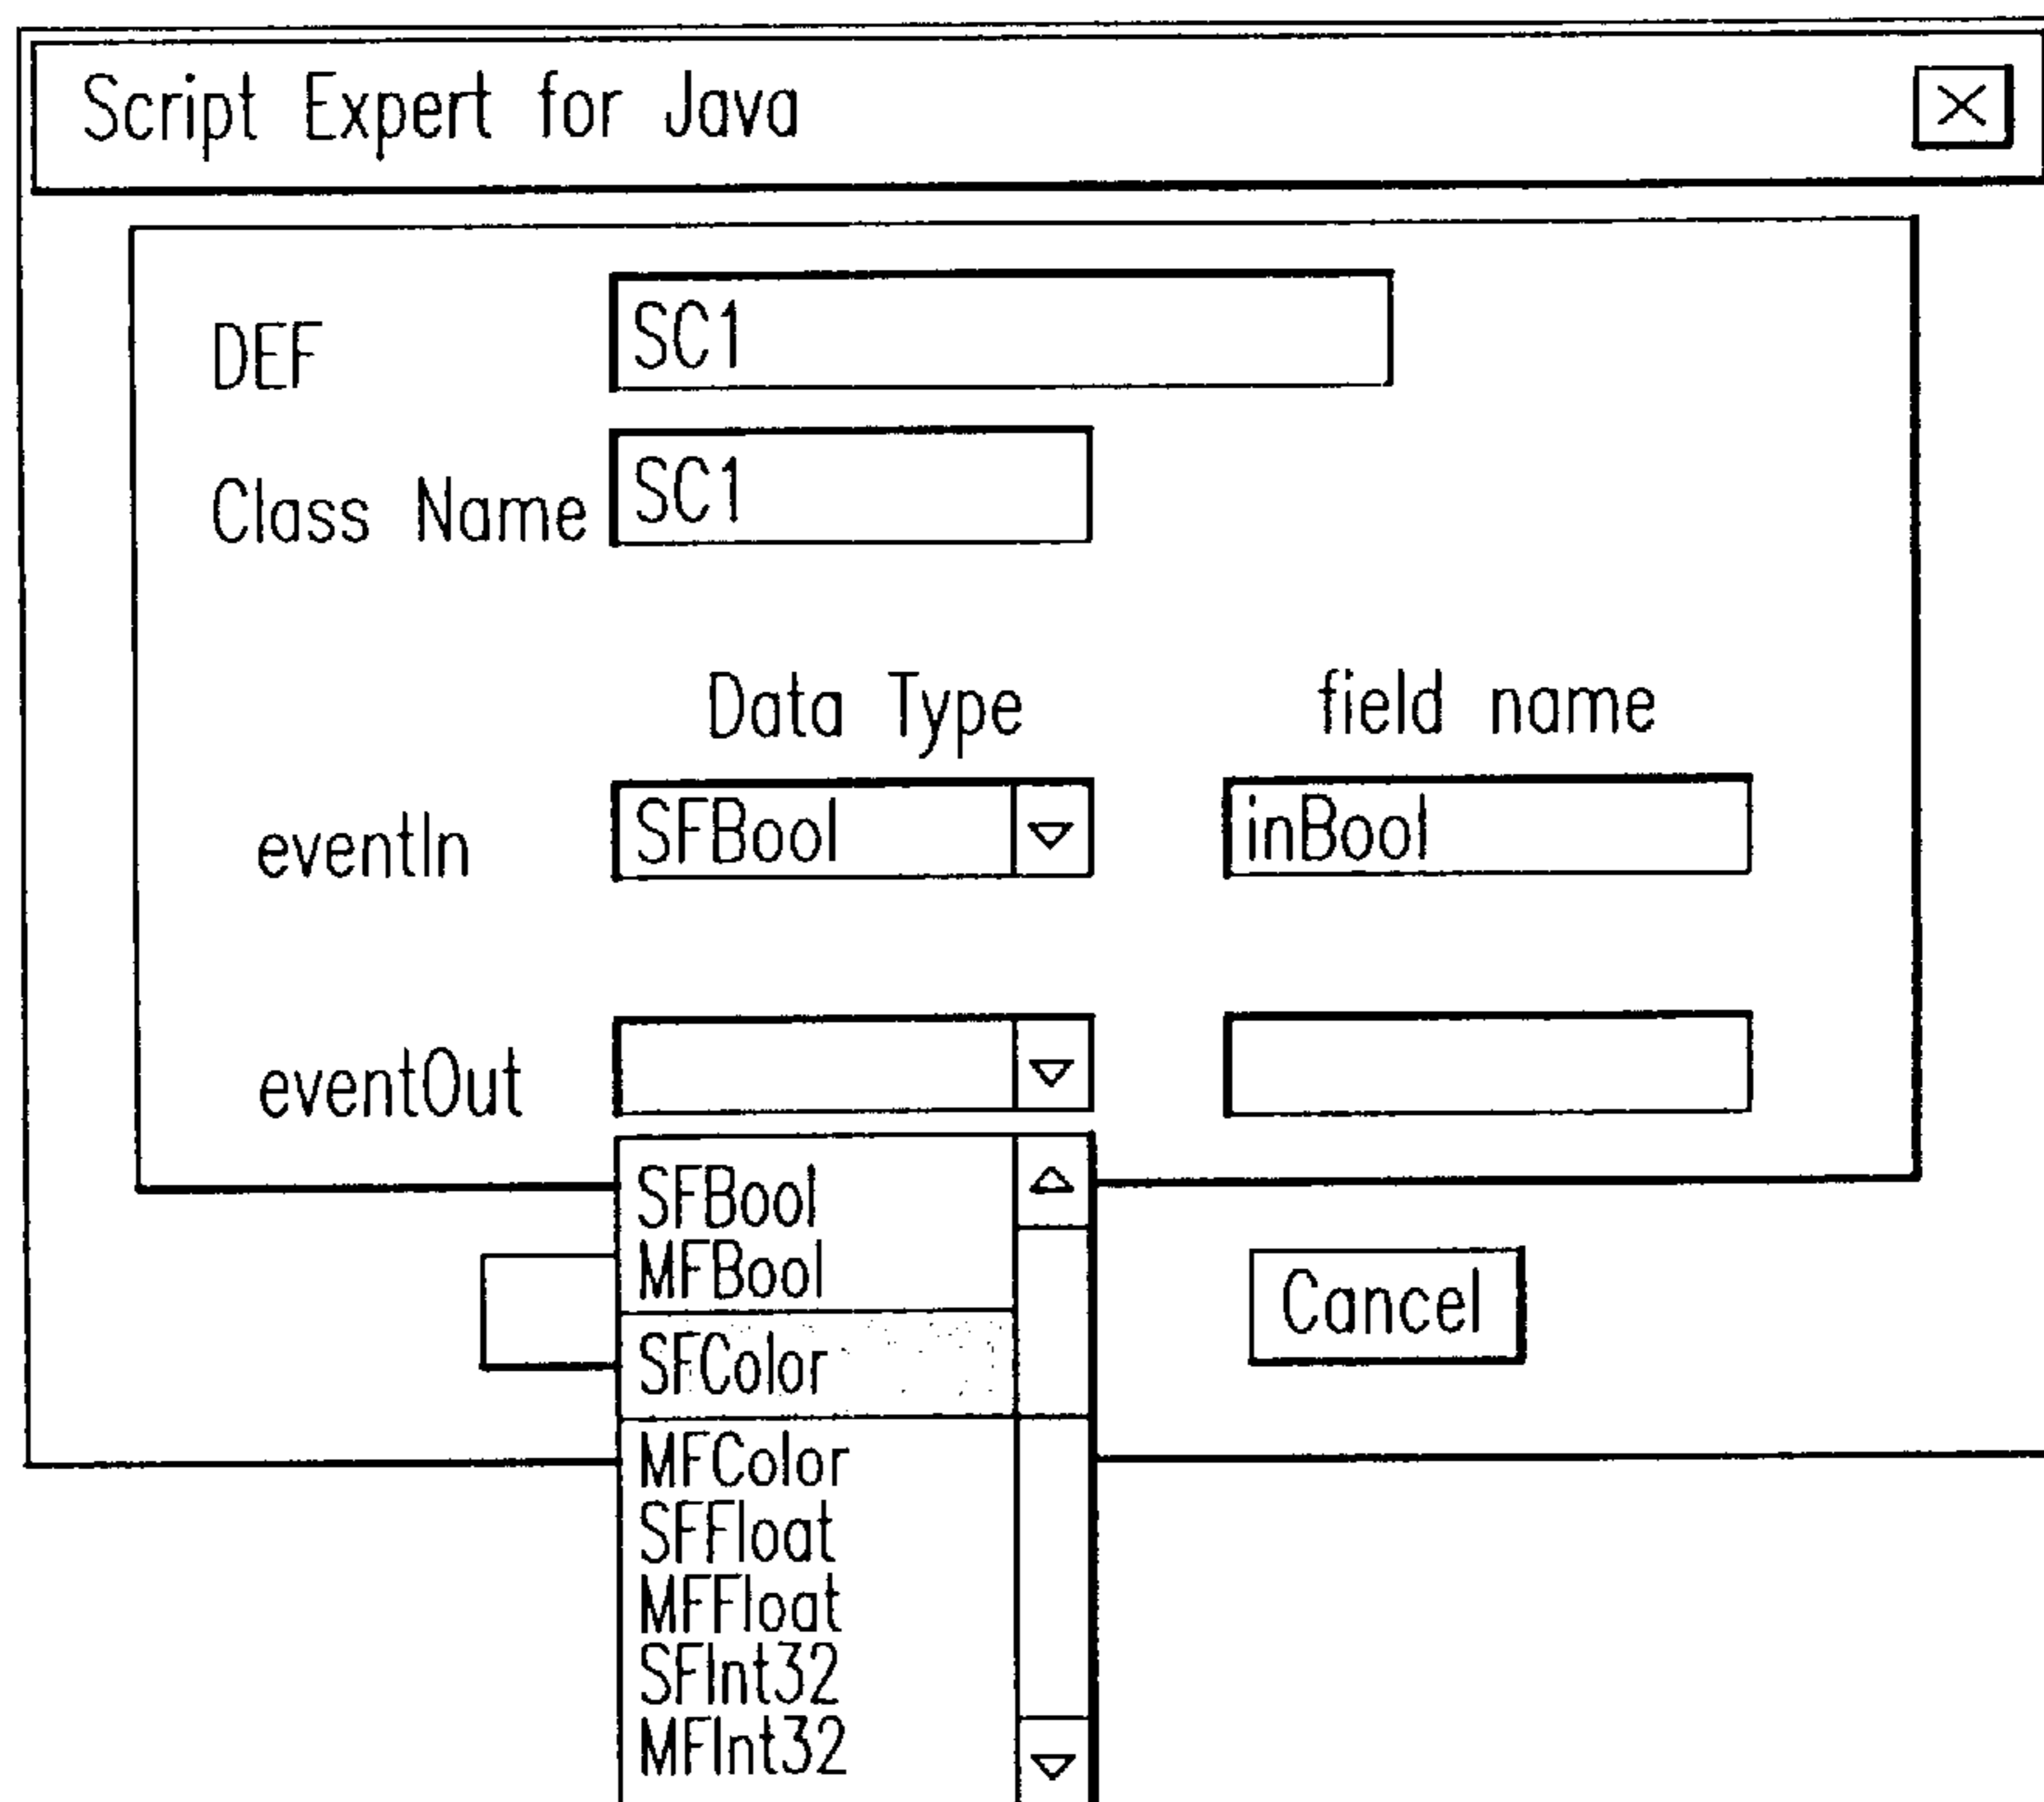 Script Expert for Java
DEF SC1
Class Name SC1
Data Type field name
eventIn SFBool inBool
eventOut
SFBool
MFBool
SFColor
MFColor
SFFloat
MFFloat
SFInt32
MFInt32
Cancel